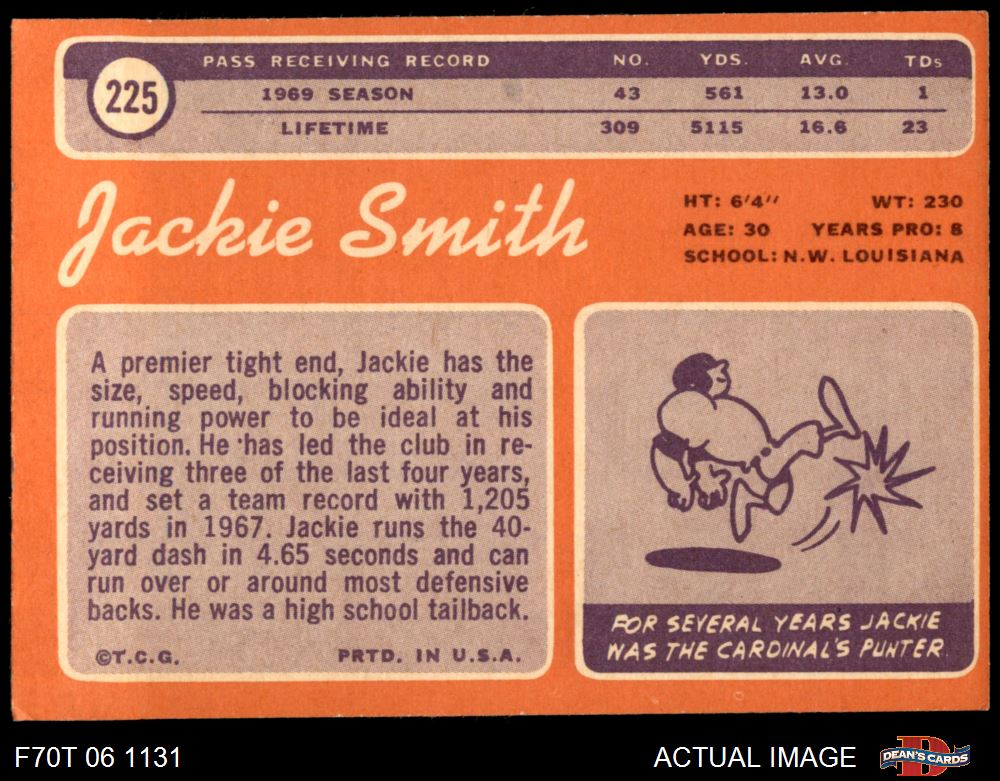 225
PASS RECEIVING RECORD NO. YDS. AVG. TDs
1969 SEASON 43 561 13.0 1
LIFETIME 309 5115 16.6 23
Jackie Smith
HT: 6'4" WT: 230
AGE: 30 YEARS PRO: 8
SCHOOL: N.W. LOUISIANA
A premier tight end, Jackie has the
size, speed, blocking ability and
running power to be ideal at his
position. He has led the club in re-
ceiving three of the last four years,
and set a team record with 1,205
yards in 1967. Jackie runs the 40-
yard dash in 4.65 seconds and can
run over or around most defensive
backs. He was a high school tailback.
©T.C.G. PRTD. IN U.S.A.
FOR SEVERAL YEARS JACKIE
WAS THE CARDINAL'S PUNTER.
F70T 06 1131 ACTUAL IMAGE DEAN'S CARDS